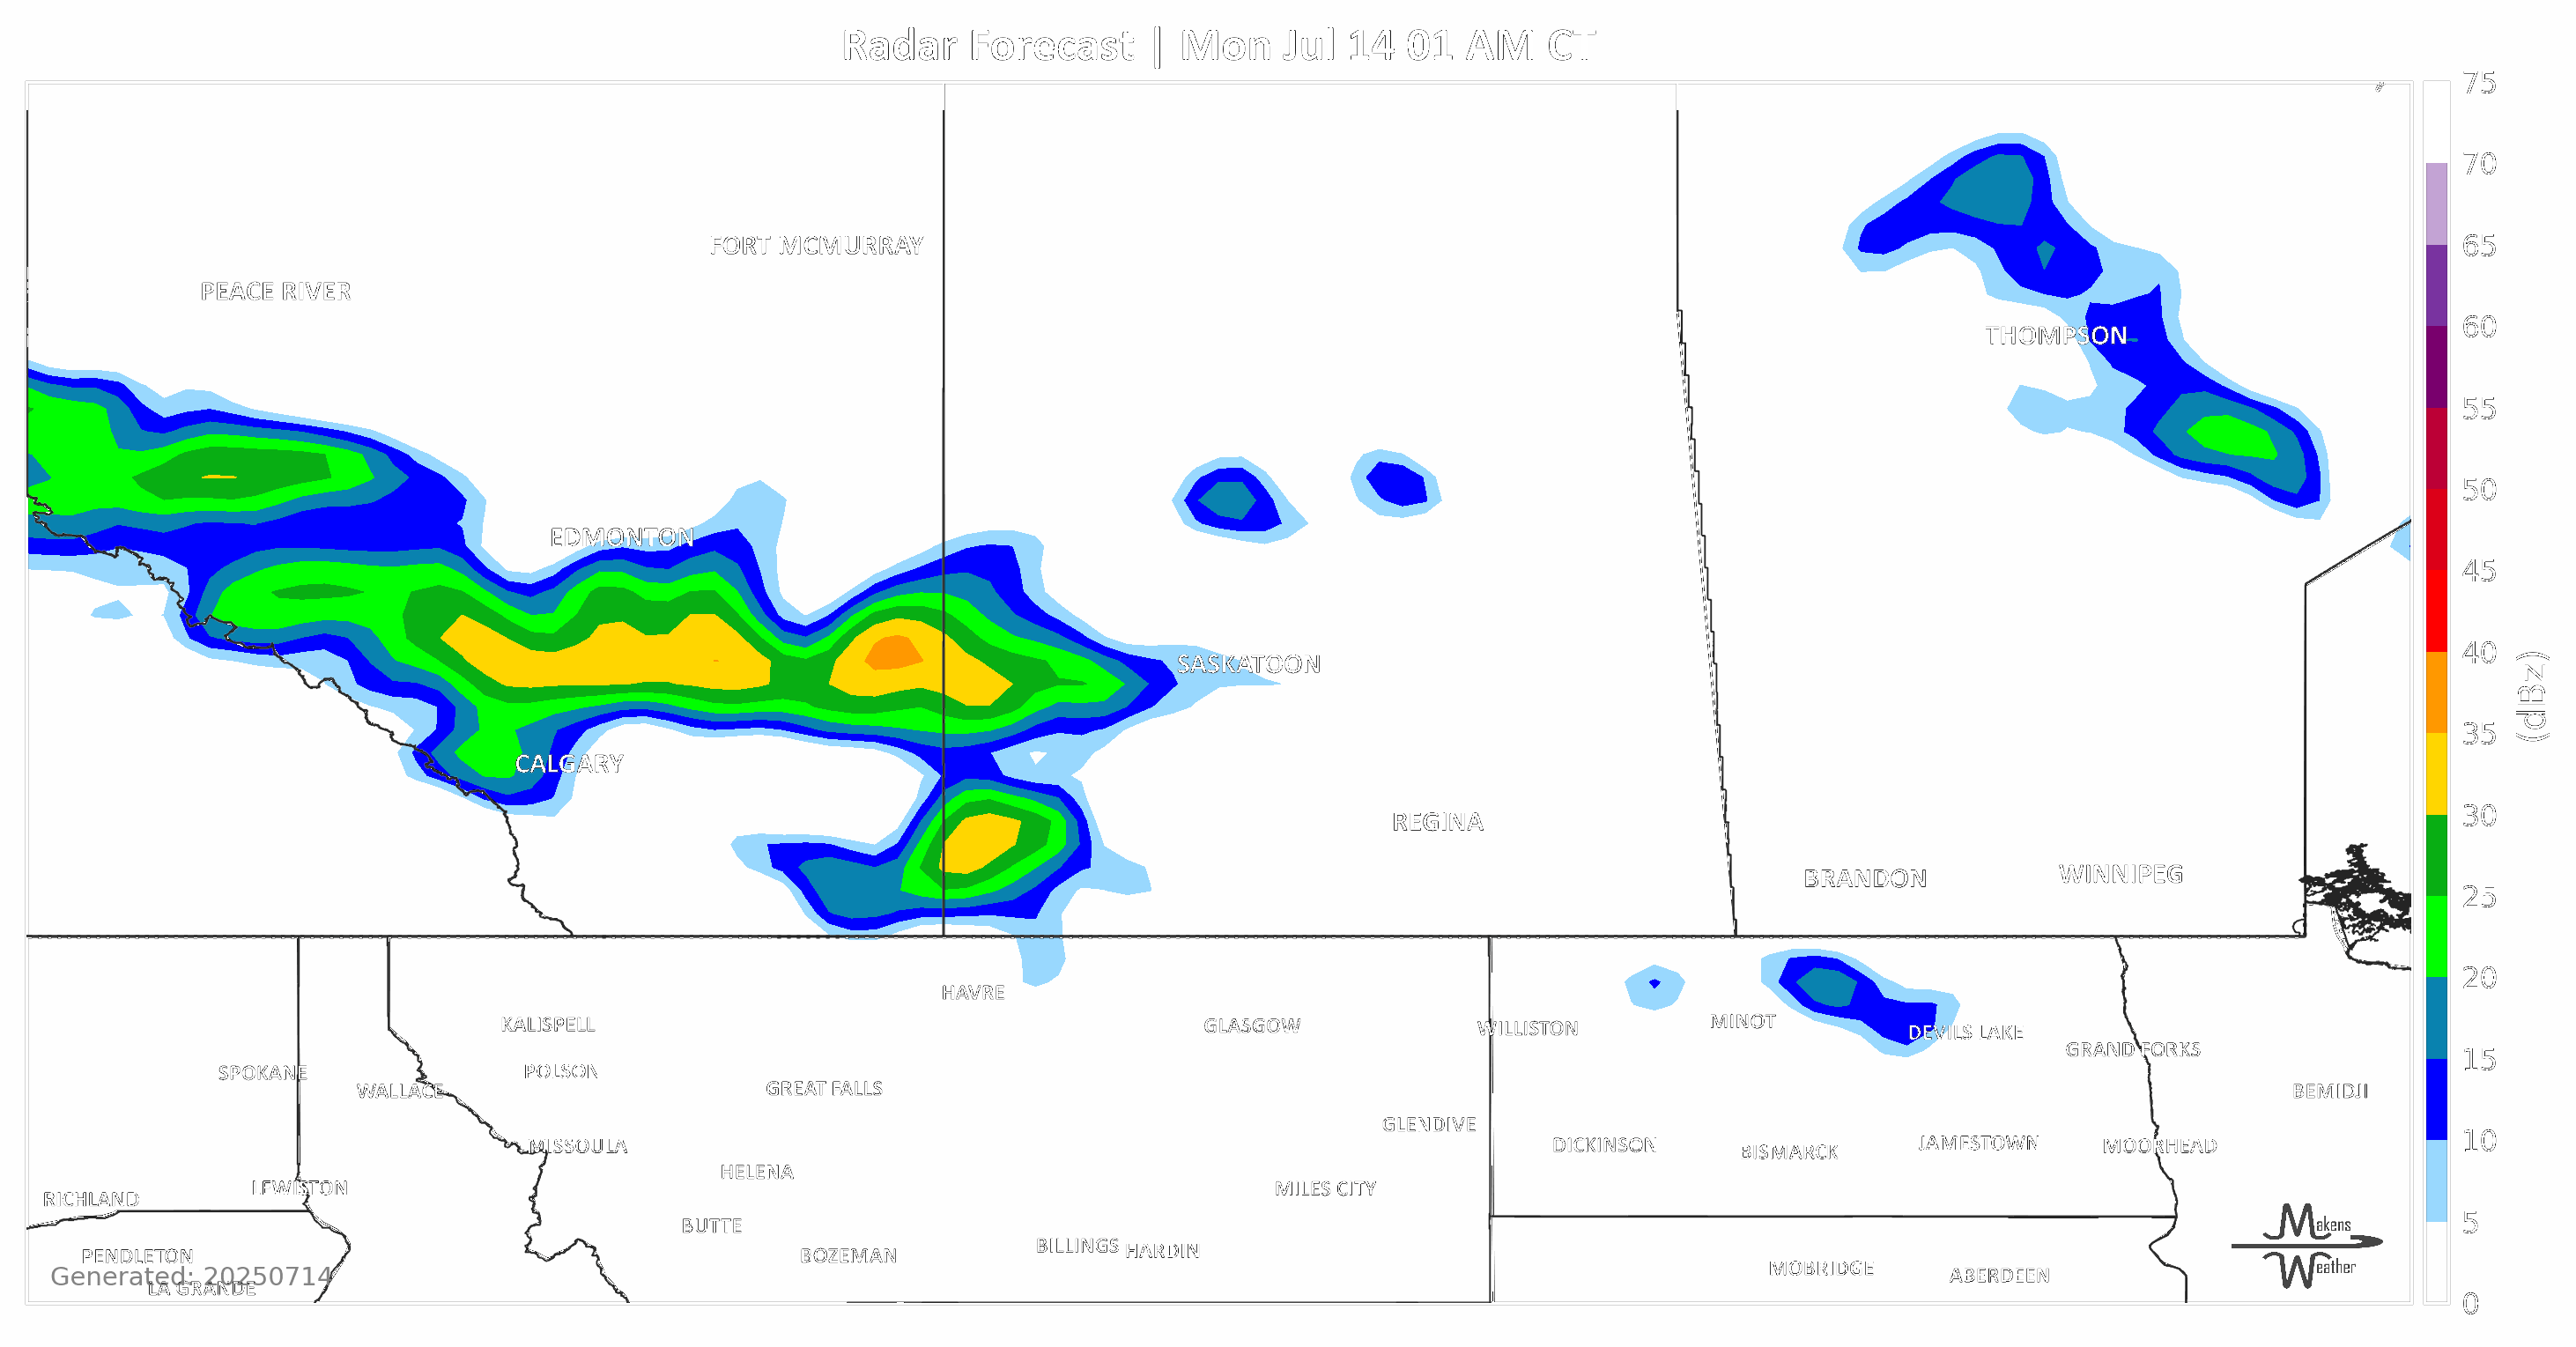 Radar Forecast | Mon Jul 14 01 AM CT
75
70
65
60
55
50
45
40
35
30
25
20
15
10
5
0
(dBz)
FORT MCMURRAY
PEACE RIVER
THOMPSON
EDMONTON
SASKATOON
CALGARY
REGINA
BRANDON
WINNIPEG
HAVRE
KALISPELL
GLASGOW
WILLISTON
MINOT
DEVILS LAKE
GRAND FORKS
SPOKANE
POLSON
WALLACE
GREAT FALLS
BEMIDJI
GLENDIVE
MISSOULA
DICKINSON
BISMARCK
JAMESTOWN
MOORHEAD
HELENA
LEWISTON
MILES CITY
RICHLAND
BUTTE
BILLINGS
HARDIN
PENDLETON
BOZEMAN
MOBRIDGE
ABERDEEN
Generated: 20250714
LA GRANDE
Makens
Weather